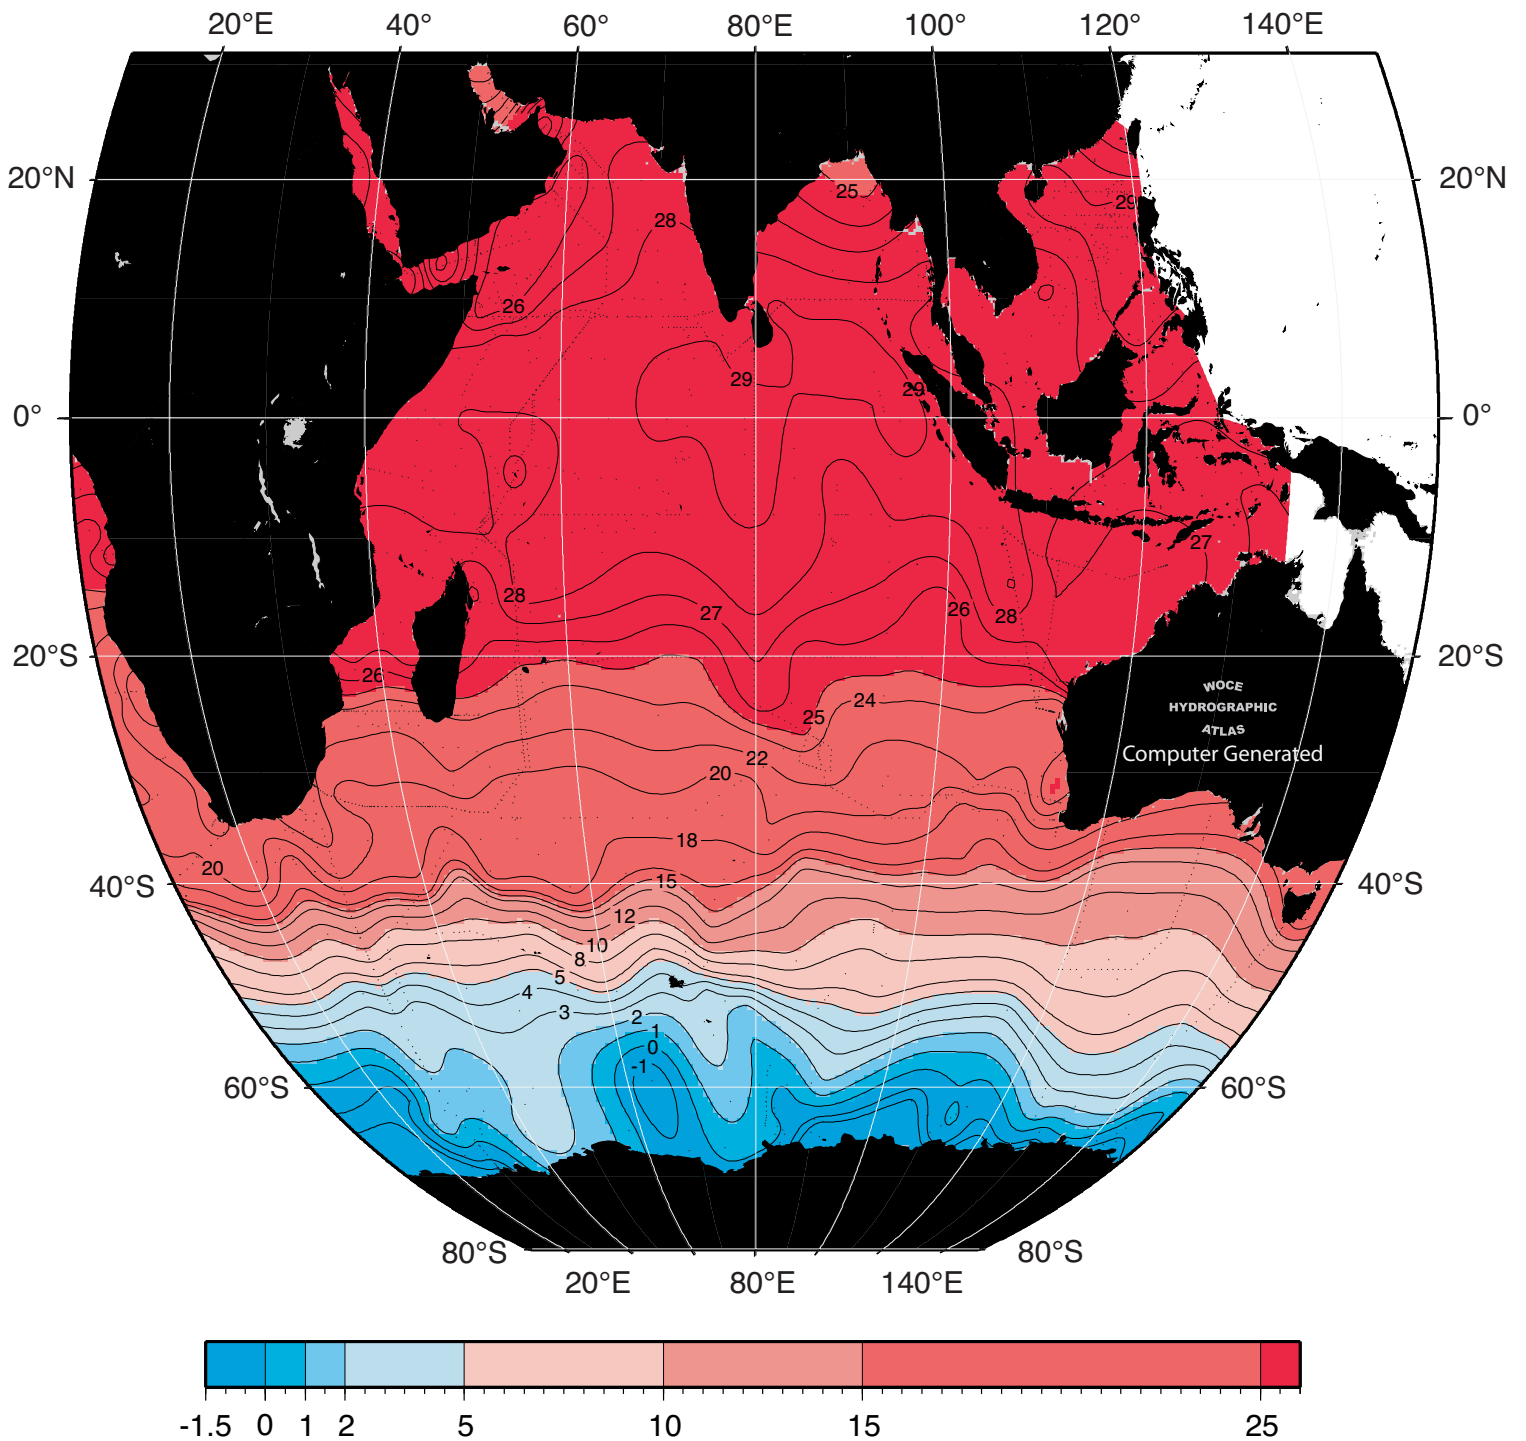 20°E 40° 60° 80°E 100° 120° 140°E
20°N 20°N
25
29
28
26
29
29
0° 0°
27
28 27 26 28
20°S 20°S
26
WOCE
HYDROGRAPHIC
ATLAS
Computer Generated
24
25
22
20
18
20
15
40°S 40°S
12
10
8
5
4
3
2
1
0
-1
60°S 60°S
80°S 80°S
20°E 80°E 140°E
-1.5 0 1 2 5 10 15 25